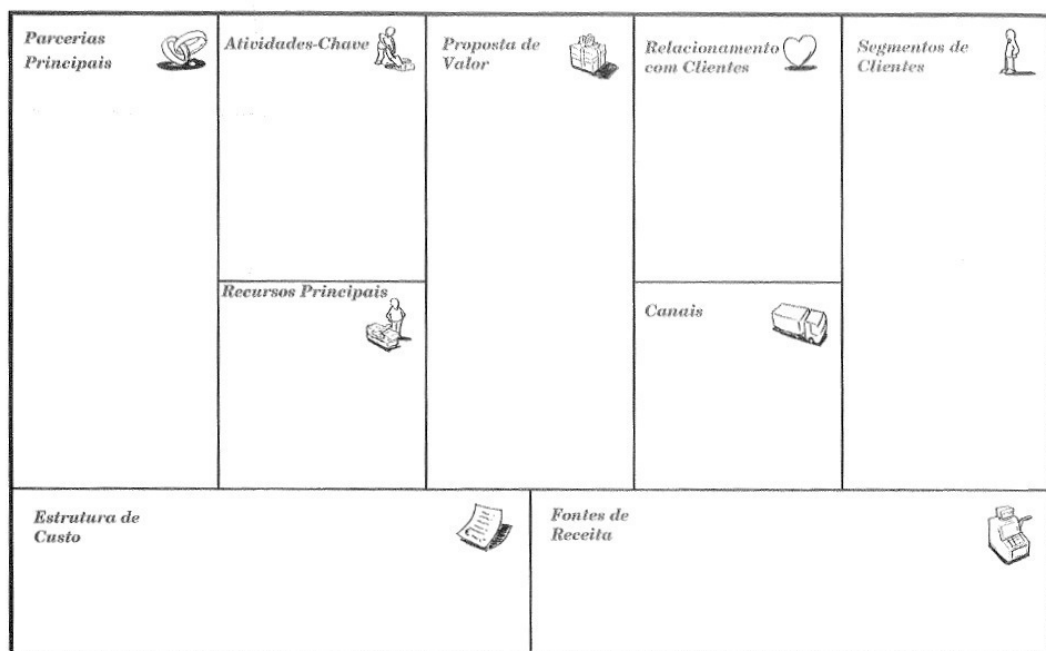 Parcerias
Principais
Atividades-Chave
Proposta de
Valor
Relacionamento
com Clientes
Segmentos de
Clientes
Recursos Principais
Canais
Estrutura de
Custo
Fontes de
Receita